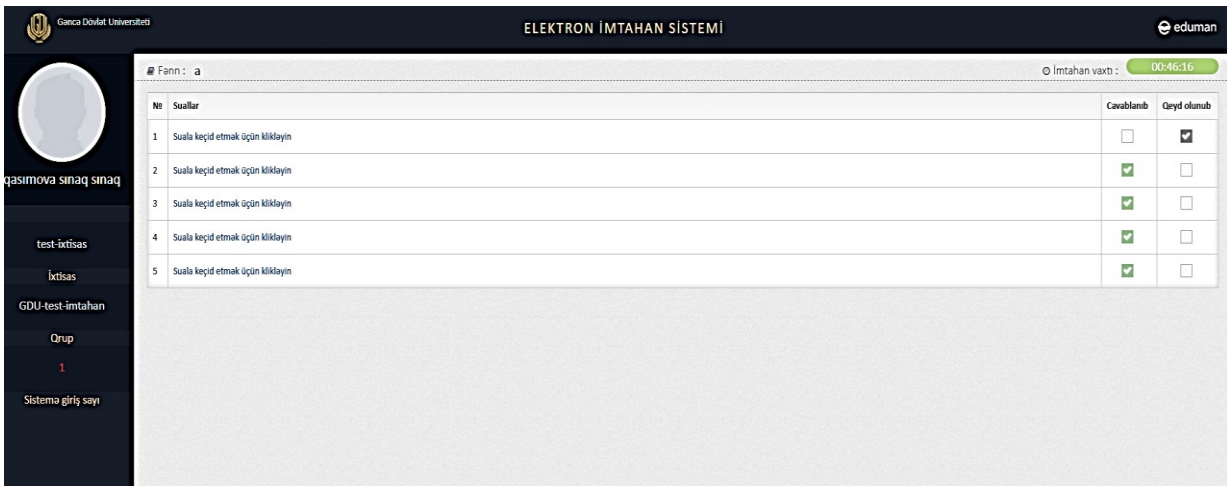 Gəncə Dövlət Universiteti
ELEKTRON İMTAHAN SİSTEMİ
eduman
Fənn : a
İmtahan vaxtı : 00:46:16
№ Suallar Cavablanıb Qeyd olunub
1 Suala keçid etmək üçün klikləyin
2 Suala keçid etmək üçün klikləyin
3 Suala keçid etmək üçün klikləyin
4 Suala keçid etmək üçün klikləyin
5 Suala keçid etmək üçün klikləyin
qasımova sınaq sınaq
test-ixtisas
İxtisas
GDU-test-imtahan
Qrup
1
Sistemə giriş sayı